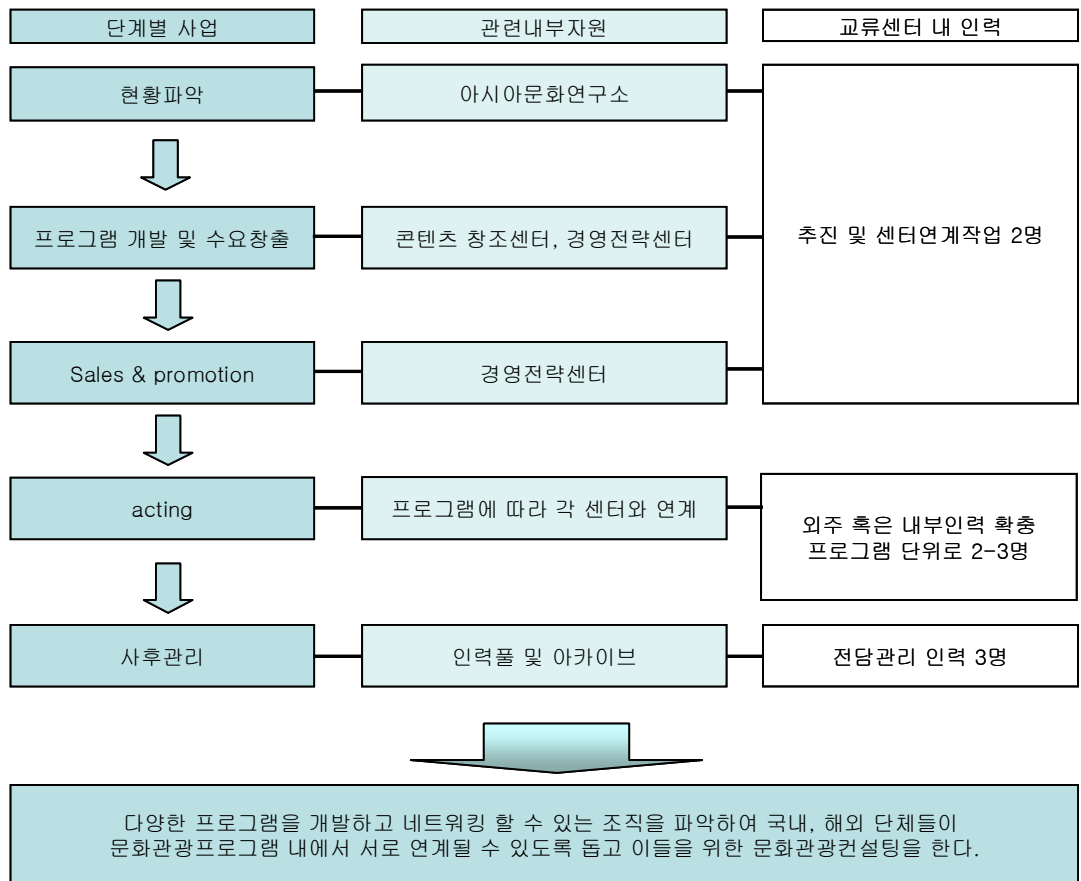 단계별 사업
관련내부자원
교류센터 내 인력
현황파악
아시아문화연구소
추진 및 센터연계작업 2명
프로그램 개발 및 수요창출
콘텐츠 창조센터, 경영전략센터
Sales & promotion
경영전략센터
acting
프로그램에 따라 각 센터와 연계
외주 혹은 내부인력 확충
프로그램 단위로 2-3명
사후관리
인력풀 및 아카이브
전담관리 인력 3명
다양한 프로그램을 개발하고 네트워킹 할 수 있는 조직을 파악하여 국내, 해외 단체들이
문화관광프로그램 내에서 서로 연계될 수 있도록 돕고 이들을 위한 문화관광컨설팅을 한다.